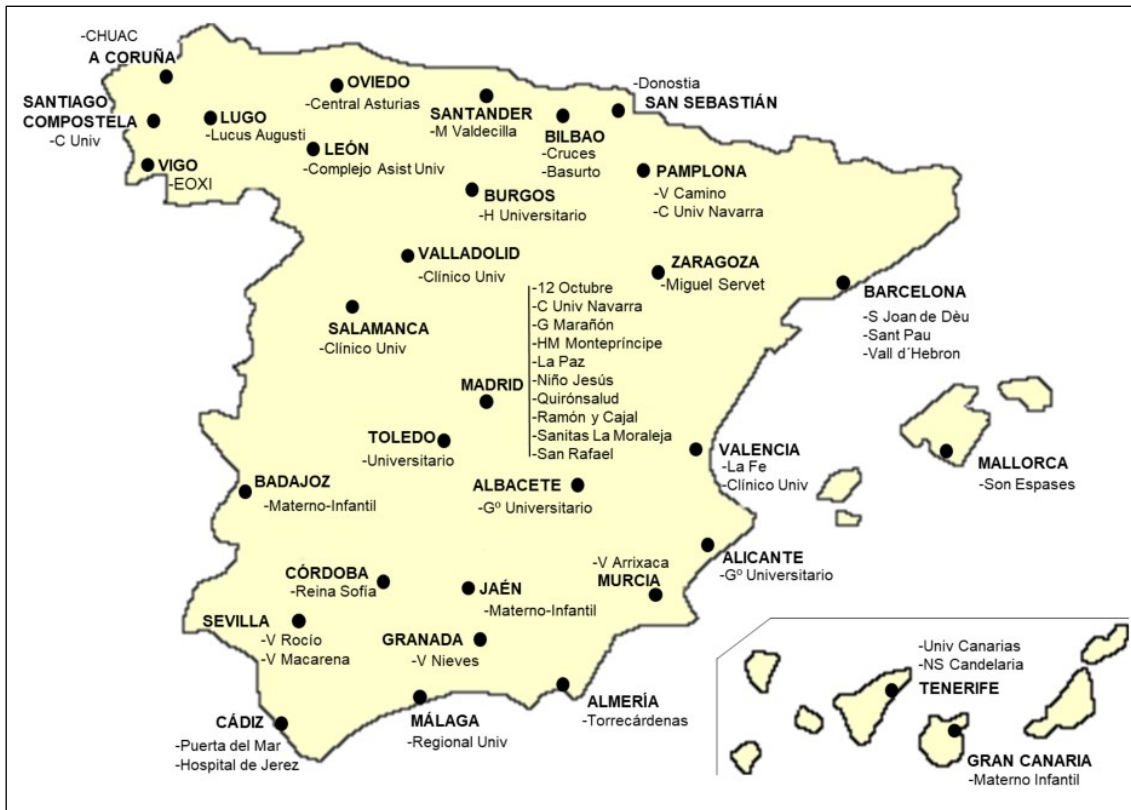 -CHUAC
A CORUÑA
SANTIAGO
COMPOSTELA
-C Univ
LUGO
-Lucus Augusti
VIGO
-EOXI
OVIEDO
-Central Asturias
LEÓN
-Complejo Asist Univ
SANTANDER
-M Valdecilla
BILBAO
-Cruces
-Basurto
-Donostia
SAN SEBASTIÁN
PAMPLONA
-V Camino
-C Univ Navarra
BURGOS
-H Universitario
VALLADOLID
-Clínico Univ
ZARAGOZA
-Miguel Servet
BARCELONA
-S Joan de Dèu
-Sant Pau
-Vall d´Hebron
SALAMANCA
-Clínico Univ
MADRID
-12 Octubre
-C Univ Navarra
-G Marañón
-HM Montepríncipe
-La Paz
-Niño Jesús
-Quirónsalud
-Ramón y Cajal
-Sanitas La Moraleja
-San Rafael
TOLEDO
-Universitario
VALENCIA
-La Fe
-Clínico Univ
MALLORCA
-Son Espases
BADAJOZ
-Materno-Infantil
ALBACETE
-Gº Universitario
ALICANTE
-Gº Universitario
-V Arrixaca
MURCIA
CÓRDOBA
-Reina Sofía
JAÉN
-Materno-Infantil
SEVILLA
-V Rocío
-V Macarena
GRANADA
-V Nieves
ALMERÍA
-Torrecárdenas
MÁLAGA
-Regional Univ
CÁDIZ
-Puerta del Mar
-Hospital de Jerez
-Univ Canarias
-NS Candelaria
TENERIFE
GRAN CANARIA
-Materno Infantil